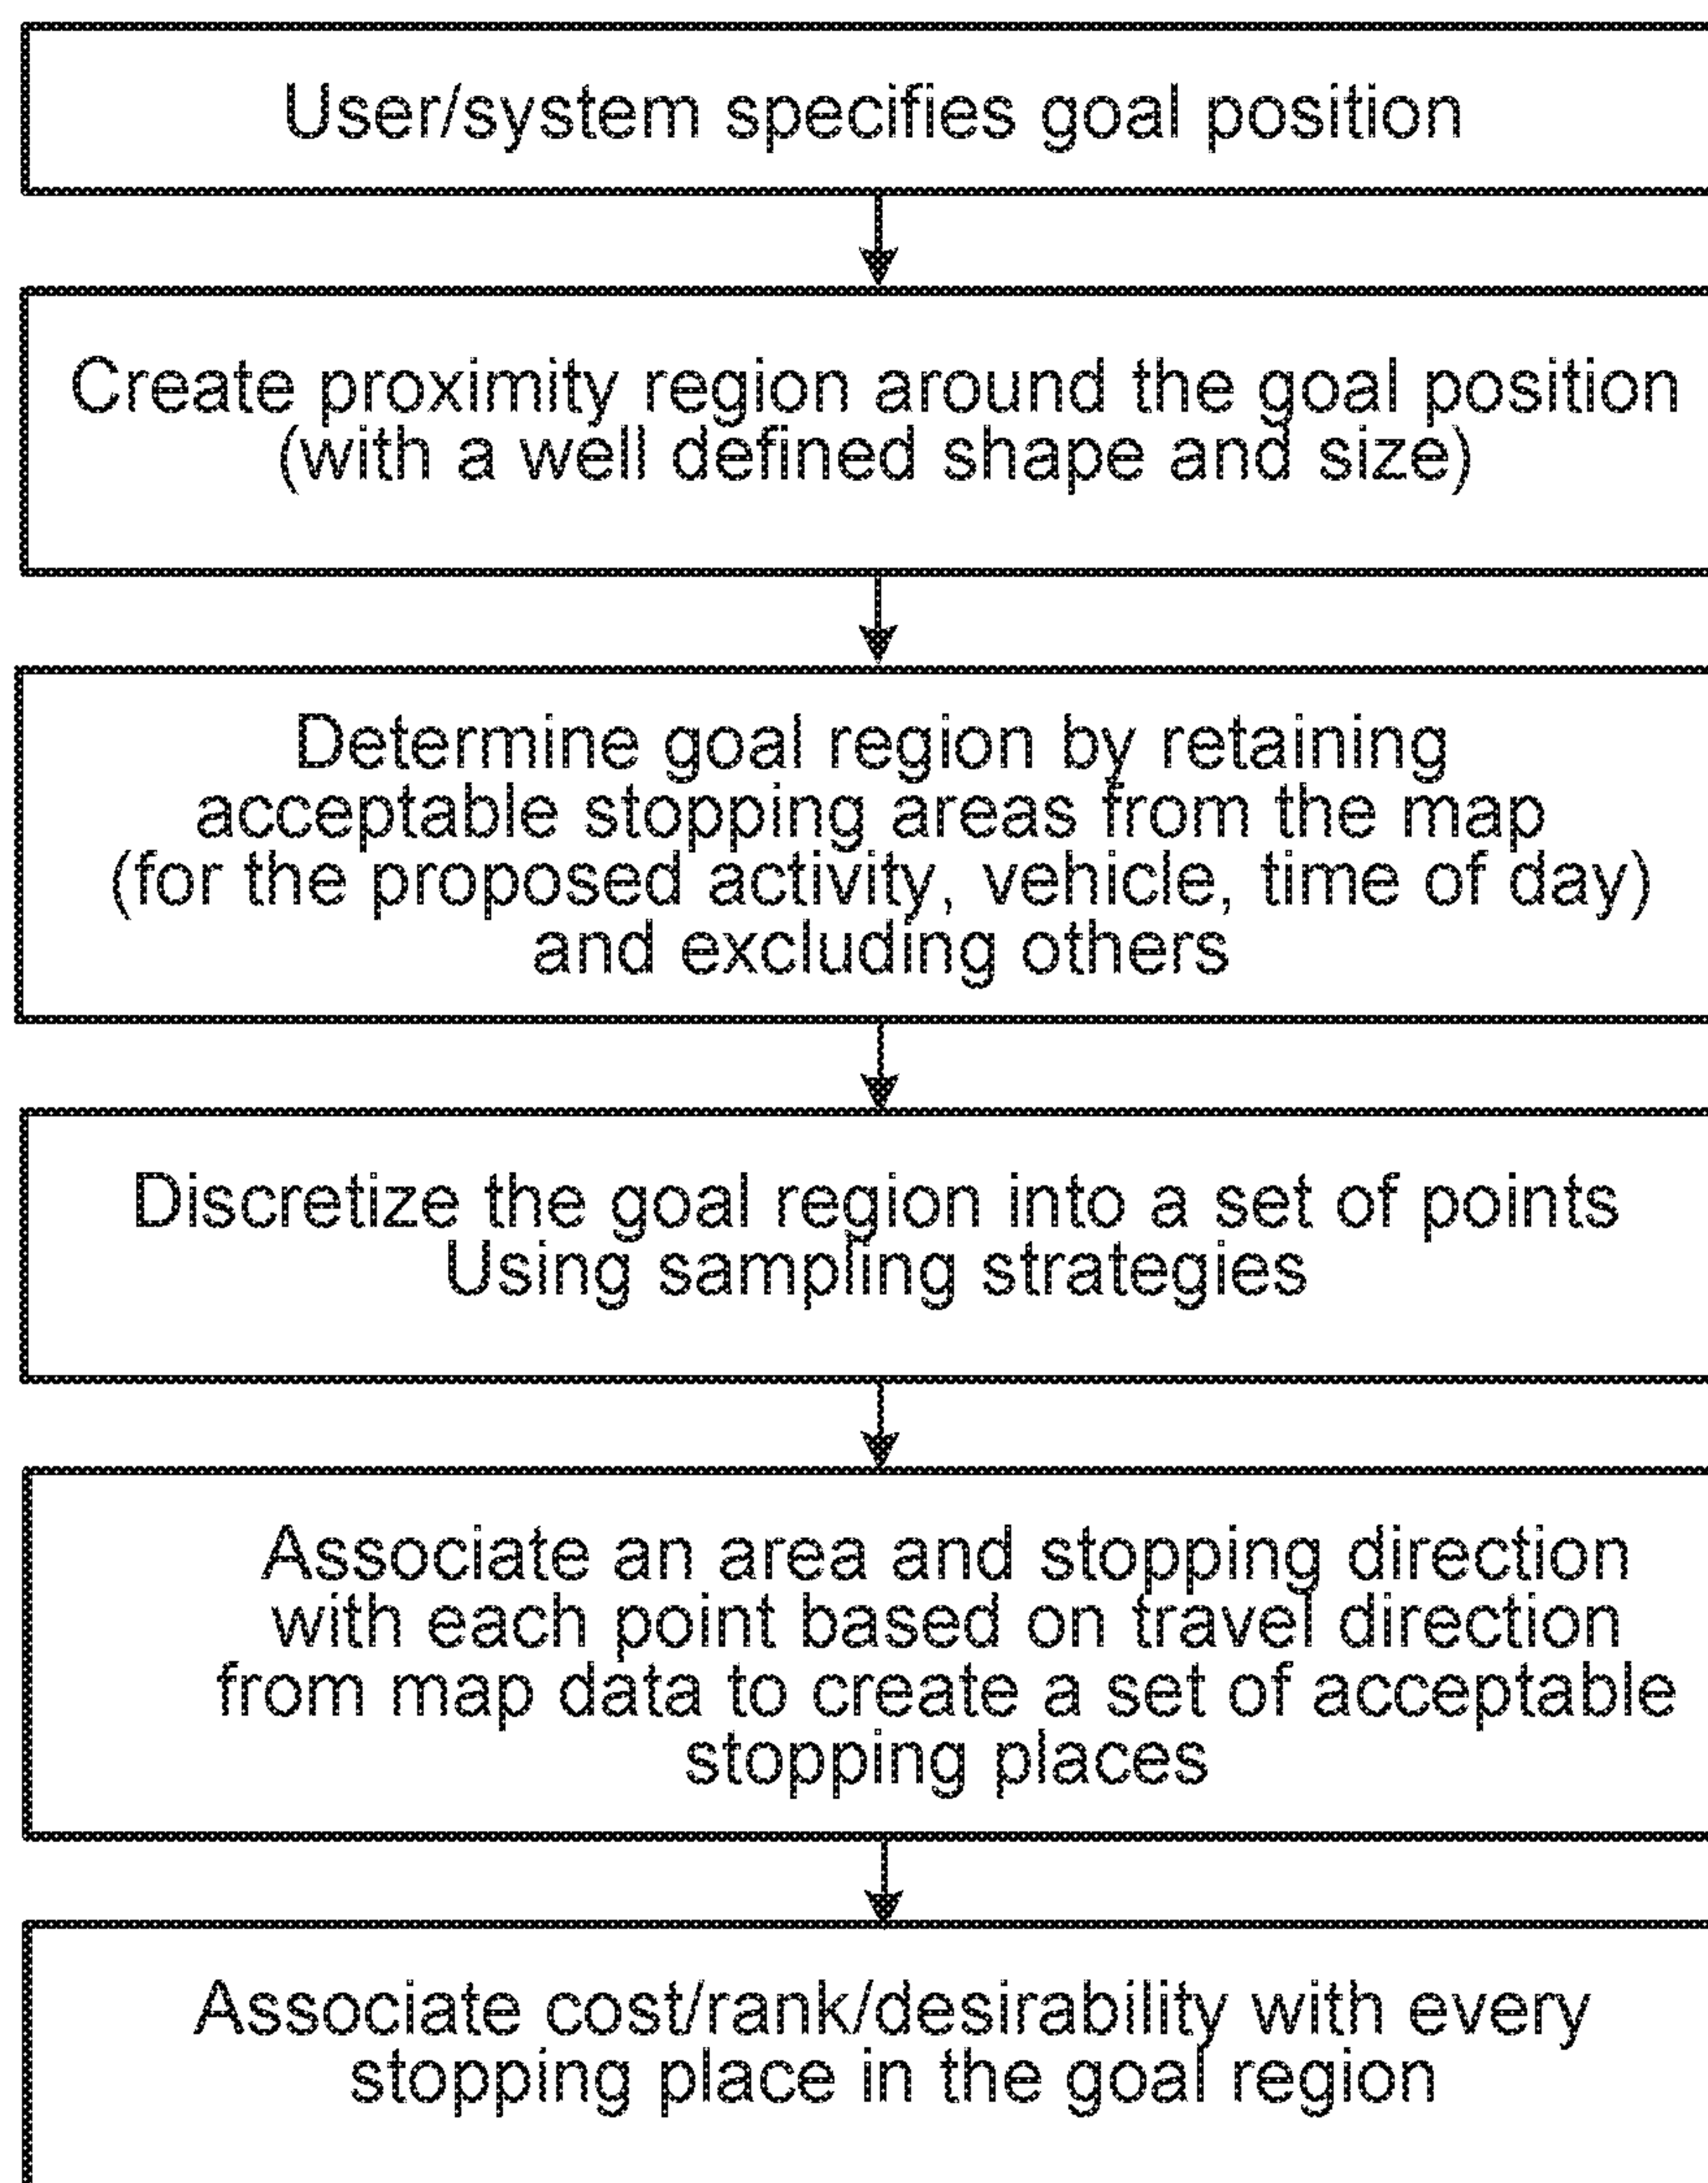 User/system specifies goal position
Create proximity region around the goal position
(with a well defined shape and size)
Determine goal region by retaining
acceptable stopping areas from the map
(for the proposed activity, vehicle, time of day)
and excluding others
Discretize the goal region into a set of points
Using sampling strategies
Associate an area and stopping direction
with each point based on travel direction
from map data to create a set of acceptable
stopping places
Associate cost/rank/desirability with every
stopping place in the goal region